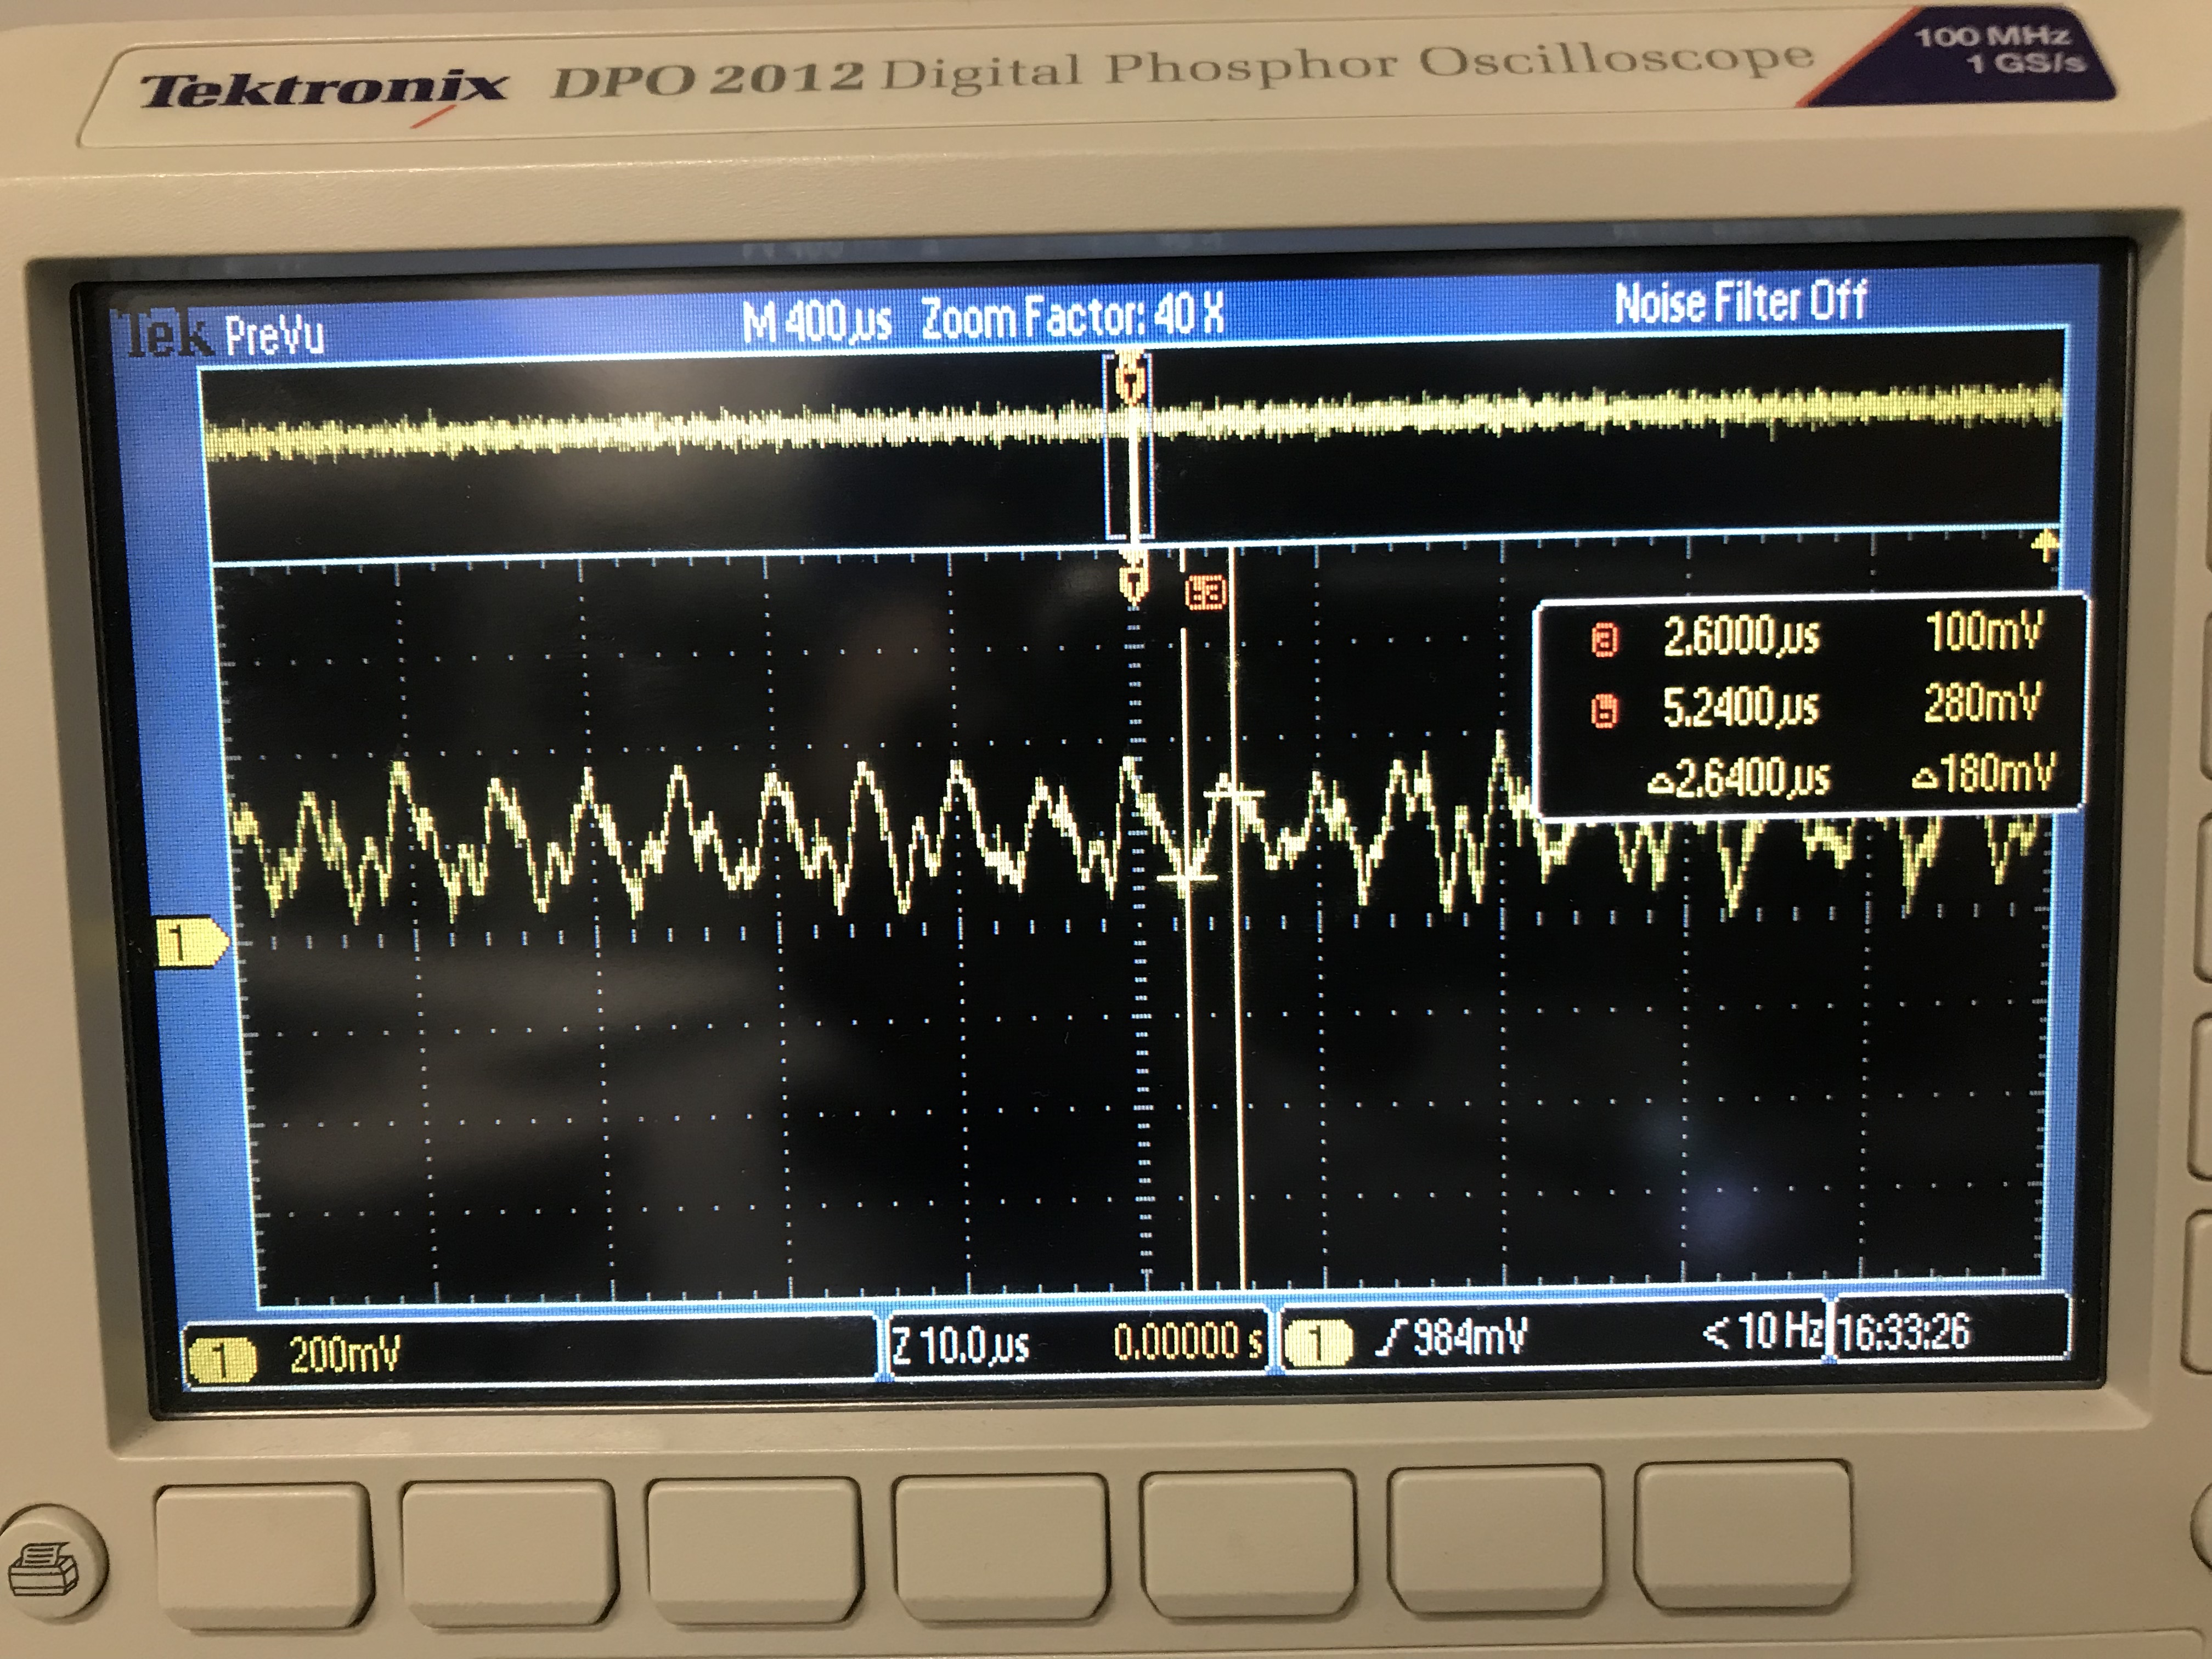 Tektronix DPO 2012 Digital Phosphor Oscilloscope
100 MHz
1 GS/s
Tek PreVu M 400µs Zoom Factor: 40 X Noise Filter Off
T
T
a 2.6000µs 100mV
b 5.2400µs 280mV
△2.6400µs △180mV
1
1 200mV Z 10.0µs 0.00000 s 1 984mV < 10 Hz 16:33:26